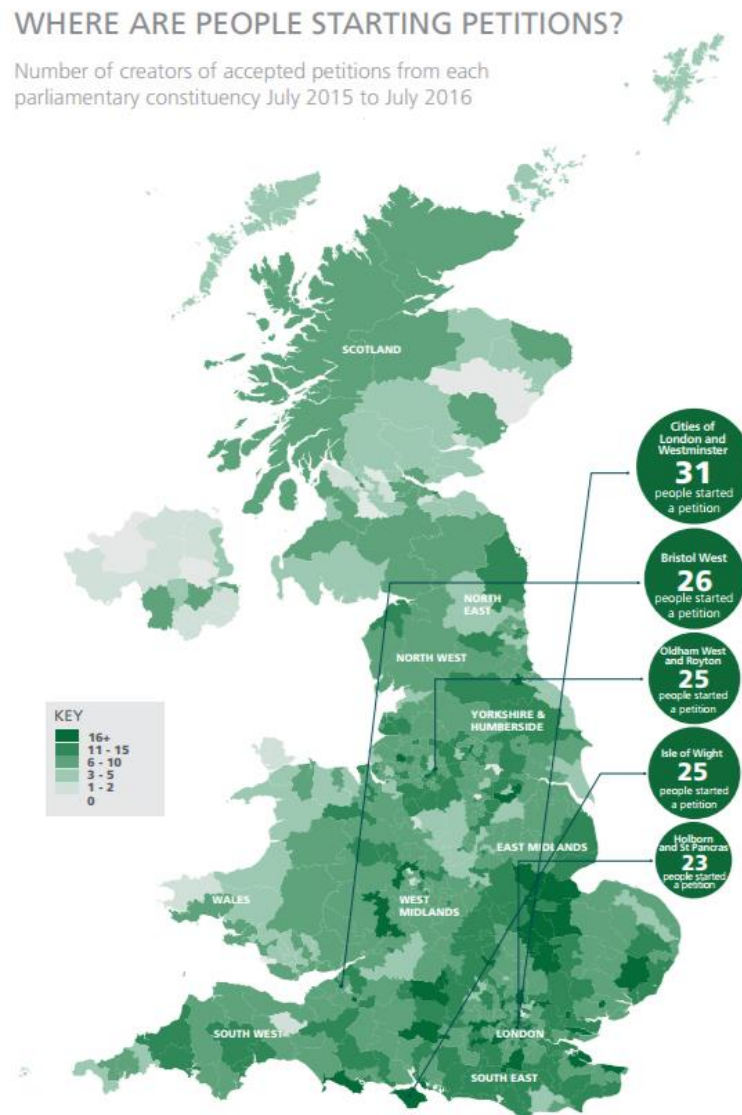 WHERE ARE PEOPLE STARTING PETITIONS?
Number of creators of accepted petitions from each
parliamentary constituency July 2015 to July 2016
SCOTLAND
Cities of
London and
Westminster
31
people started
a petition
Bristol West
26
people started
a petition
NORTH
EAST
NORTH WEST
Oldham West
and Royton
25
people started
a petition
YORKSHIRE &
HUMBERSIDE
KEY
16+
11 - 15
6 - 10
3 - 5
1 - 2
0
Isle of Wight
25
people started
a petition
EAST MIDLANDS
Holborn
and St Pancras
23
people started
a petition
WALES
WEST
MIDLANDS
SOUTH WEST
LONDON
SOUTH EAST